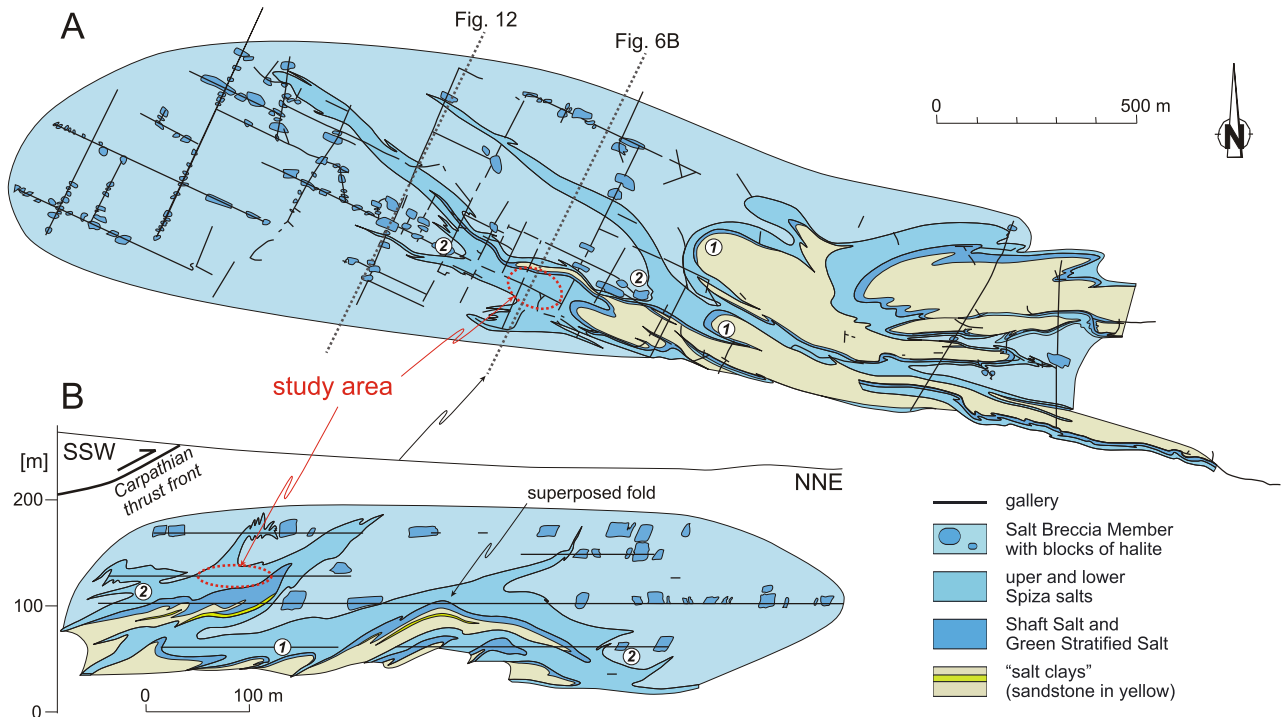 A
Fig. 12
Fig. 6B
0 500 m
N
2
1
2
1
study area
B
[m]
SSW
Carpathian
thrust front
NNE
200
superposed fold
2
100
1
2
0 100 m
0
gallery
Salt Breccia Member
with blocks of halite
uper and lower
Spiza salts
Shaft Salt and
Green Stratified Salt
“salt clays”
(sandstone in yellow)